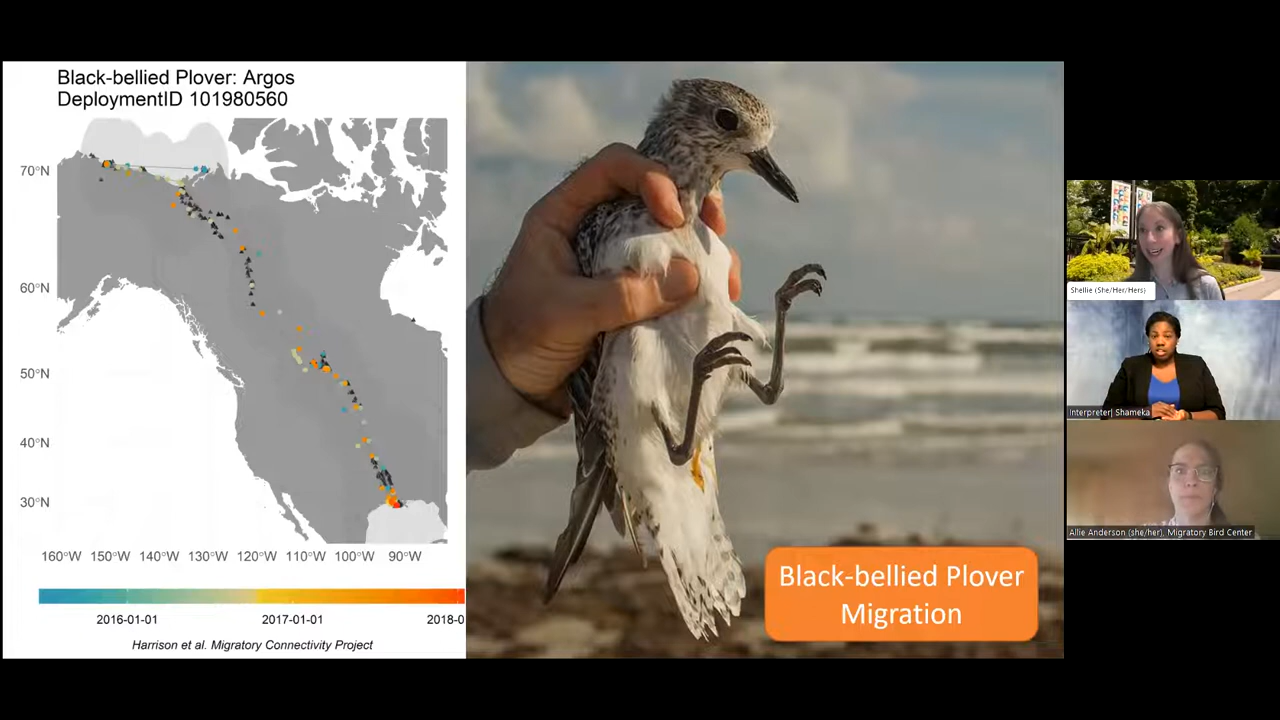 Black-bellied Plover: Argos
DeploymentID 101980560
70°N
60°N
50°N
40°N
30°N
160°W 150°W 140°W 130°W 120°W 110°W 100°W 90°W
2016-01-01 2017-01-01 2018-0
Harrison et al. Migratory Connectivity Project
Black-bellied Plover
Migration
Shellie (She/Her/Hers)
Interpreter| Shameka
Allie Anderson (she/her), Migratory Bird Center